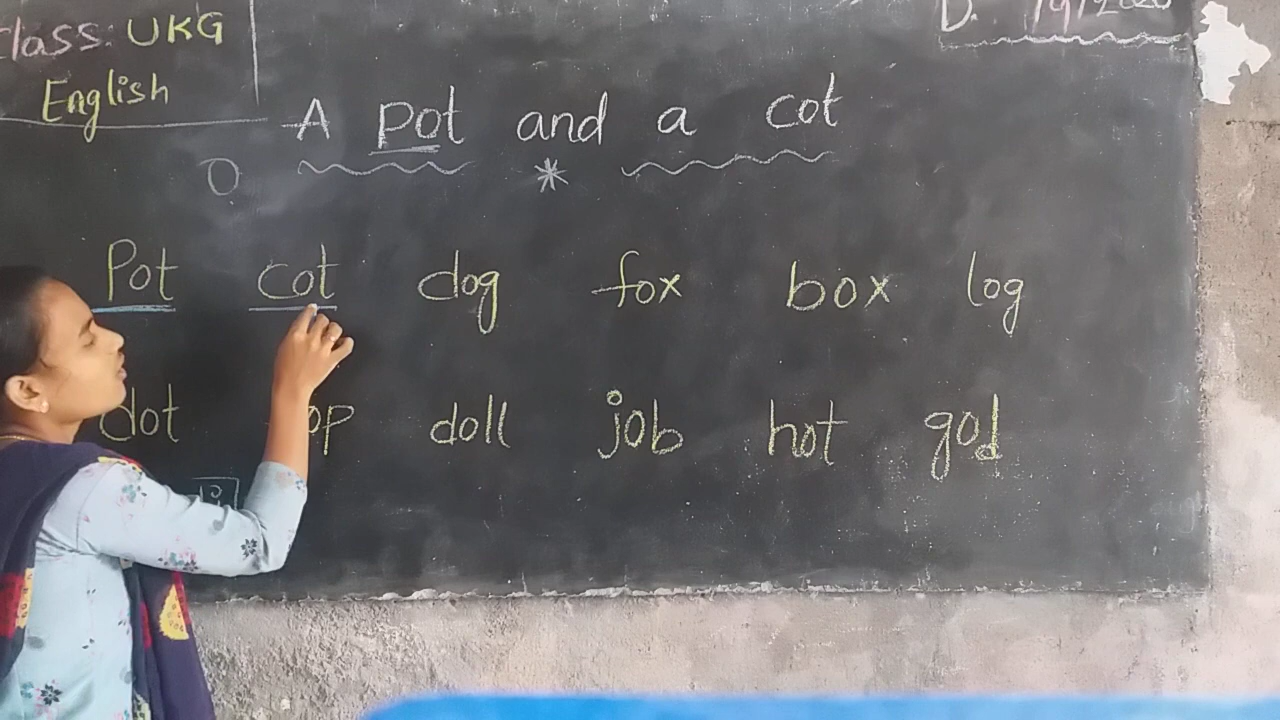 Class: UKG
English
A pot and a cot
O
Pot cot dog fox box log
dot doll job hot god